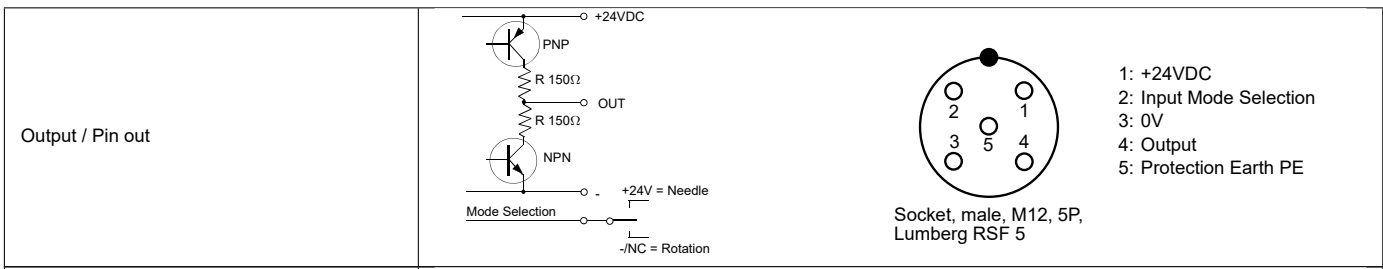 Output / Pin out
+24VDC
PNP
R 150Ω
OUT
R 150Ω
NPN
-
+24V = Needle
Mode Selection
-/NC = Rotation
2
1
3
5
4
Socket, male, M12, 5P,
Lumberg RSF 5
1: +24VDC
2: Input Mode Selection
3: 0V
4: Output
5: Protection Earth PE